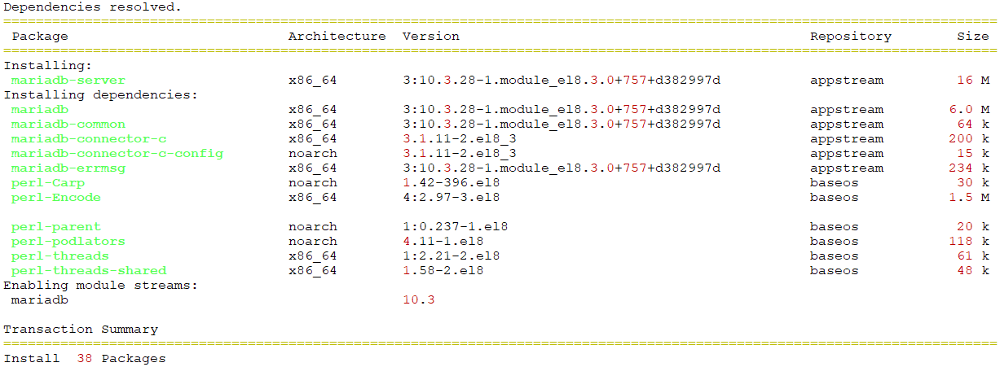 Dependencies resolved.
================================================================================
Package Architecture Version Repository Size
================================================================================
Installing:
mariadb-server x86_64 3:10.3.28-1.module_el8.3.0+757+d382997d appstream 16 M
Installing dependencies:
mariadb x86_64 3:10.3.28-1.module_el8.3.0+757+d382997d appstream 6.0 M
mariadb-common x86_64 3:10.3.28-1.module_el8.3.0+757+d382997d appstream 64 k
mariadb-connector-c x86_64 3.1.11-2.el8_3 appstream 200 k
mariadb-connector-c-config noarch 3.1.11-2.el8_3 appstream 15 k
mariadb-errmsg x86_64 3:10.3.28-1.module_el8.3.0+757+d382997d appstream 234 k
perl-Carp noarch 1.42-396.el8 baseos 30 k
perl-Encode x86_64 4:2.97-3.el8 baseos 1.5 M
perl-parent noarch 1:0.237-1.el8 baseos 20 k
perl-podlators noarch 4.11-1.el8 baseos 118 k
perl-threads x86_64 1:2.21-2.el8 baseos 61 k
perl-threads-shared x86_64 1.58-2.el8 baseos 48 k
Enabling module streams:
mariadb 10.3
Transaction Summary
================================================================================
Install 38 Packages